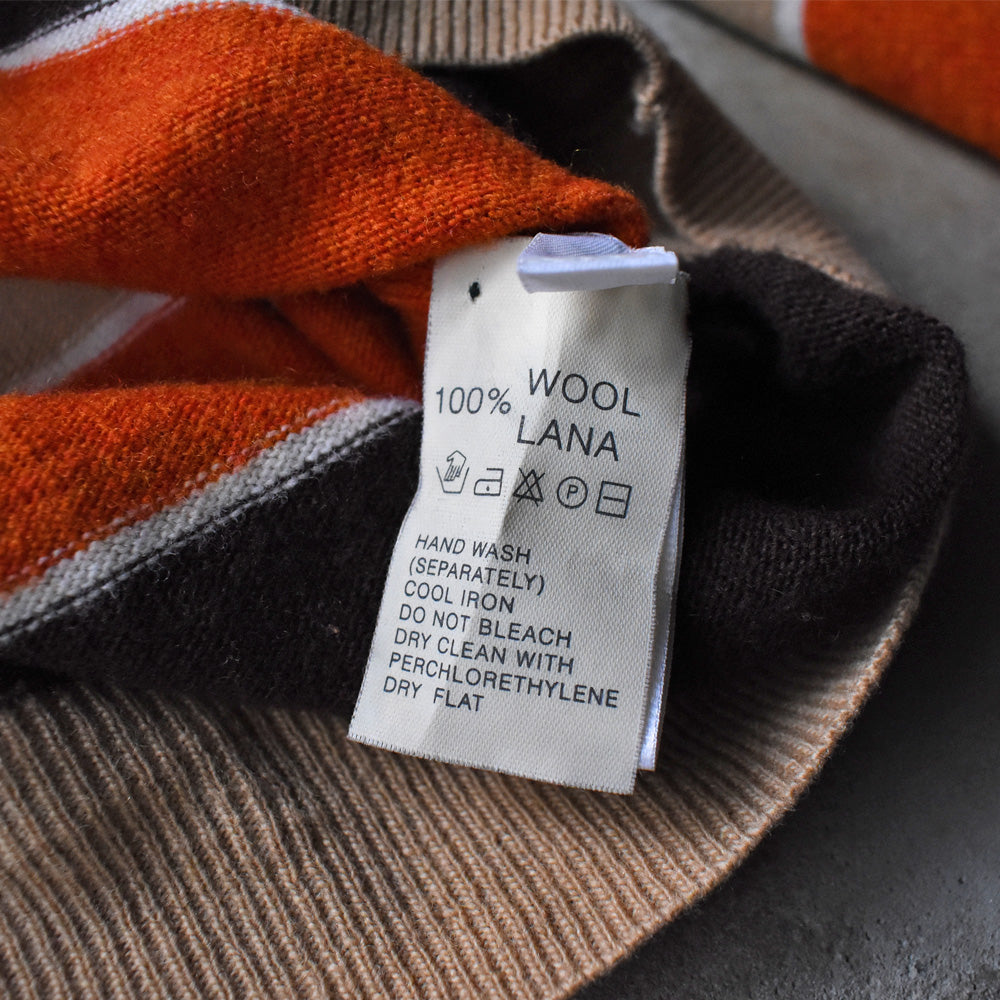 100% WOOL
LANA
P
HAND WASH
(SEPARATELY)
COOL IRON
DO NOT BLEACH
DRY CLEAN WITH
PERCHLORETHYLENE
DRY FLAT